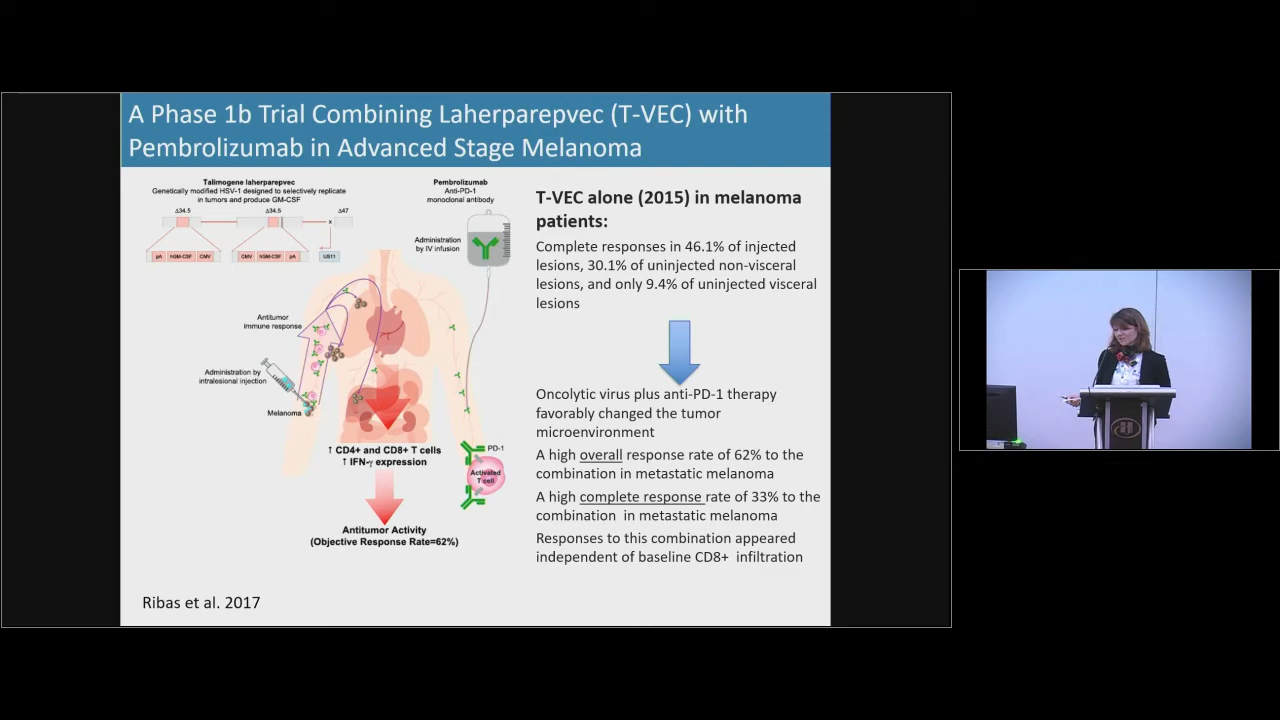 A Phase 1b Trial Combining Laherparepvec (T-VEC) with
Pembrolizumab in Advanced Stage Melanoma
Talimogene laherparepvec
Genetically modified HSV-1 designed to selectively replicate
in tumors and produce GM-CSF
Δ34.5
Δ34.5
Δ47
x
pA
hGM-CSF
CMV
CMV
hGM-CSF
pA
US11
Pembrolizumab
Anti-PD-1
monoclonal antibody
Administration
by IV infusion
Antitumor
immune response
Administration by
intralesional injection
Melanoma
↑ CD4+ and CD8+ T cells
↑ IFN-γ expression
PD-1
Activated
T cell
Antitumor Activity
(Objective Response Rate=62%)
T-VEC alone (2015) in melanoma
patients:
Complete responses in 46.1% of injected
lesions, 30.1% of uninjected non-visceral
lesions, and only 9.4% of uninjected visceral
lesions
Oncolytic virus plus anti-PD-1 therapy
favorably changed the tumor
microenvironment
A high overall response rate of 62% to the
combination in metastatic melanoma
A high complete response rate of 33% to the
combination in metastatic melanoma
Responses to this combination appeared
independent of baseline CD8+ infiltration
Ribas et al. 2017